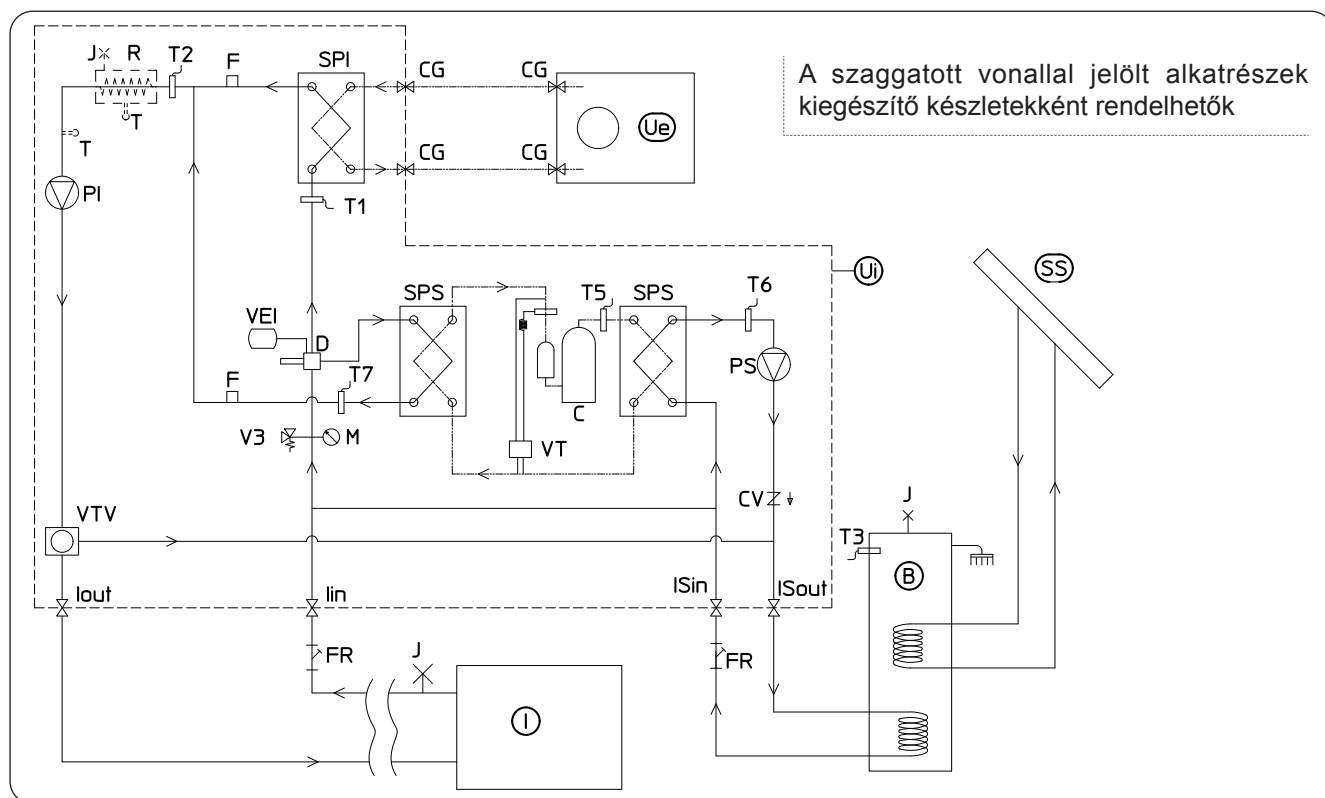 J R T2 F SPI CG CG
A szaggatott vonallal jelölt alkatrészek
kiegészítő készletekként rendelhetők
T T Ue
PI CG CG
T1
Ui SS
SPS T5 SPS T6
VEI D
PS
F T7
C
V3 M VT
CV J
VTV T3
B
Iout Iin ISin ISout
FR J FR
I